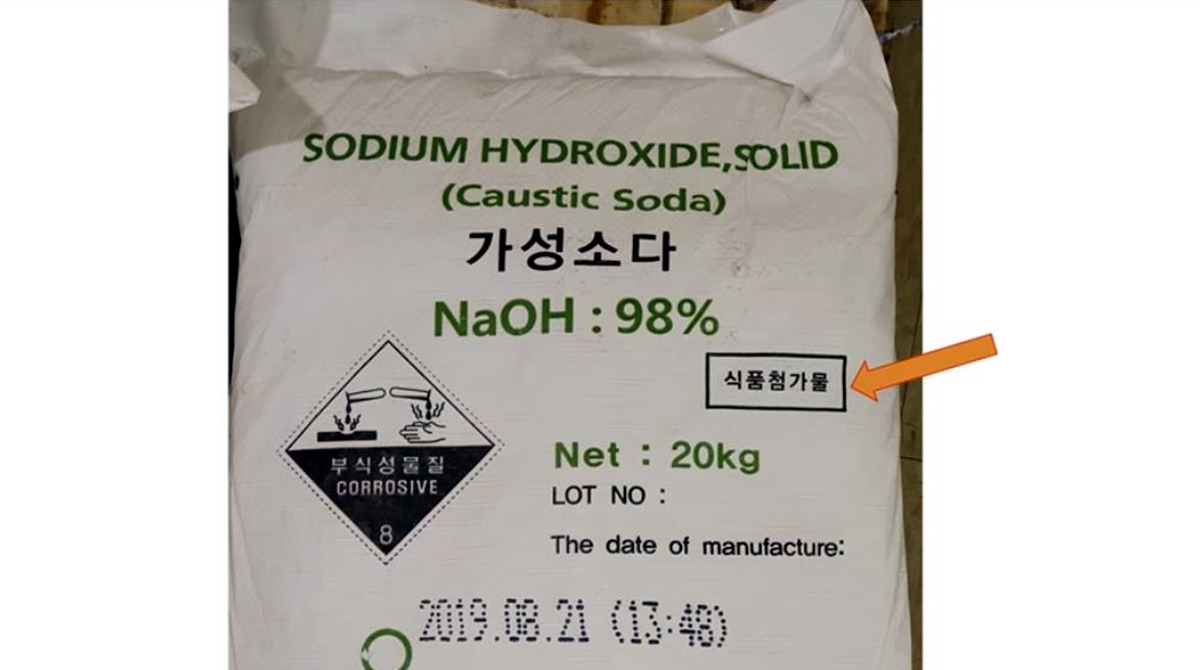 SODIUM HYDROXIDE,SOLID
(Caustic Soda)
가성소다
NaOH : 98%
식품첨가물
부식성물질
CORROSIVE
8
Net : 20kg
LOT NO :
The date of manufacture:
2019.08.21 (13:48)